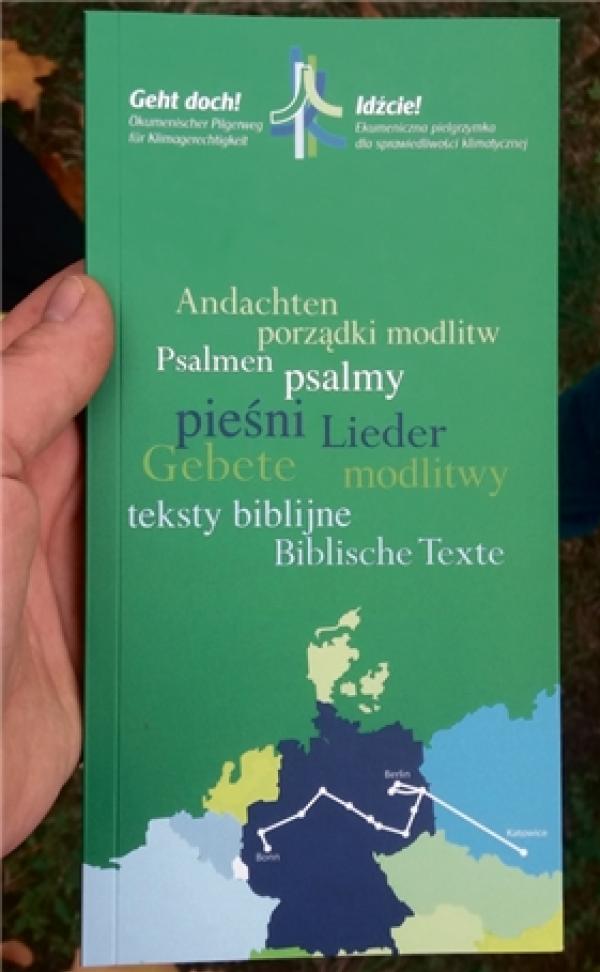 Geht doch!
Ökumenischer Pilgerweg
für Klimagerechtigkeit
Idźcie!
Ekumeniczna pielgrzymka
dla sprawiedliwości klimatycznej
Andachten
porządki modlitw
Psalmen
psalmy
pieśni Lieder
Gebete modlitwy
teksty biblijne
Biblische Texte
Berlin
Katowice
Bonn